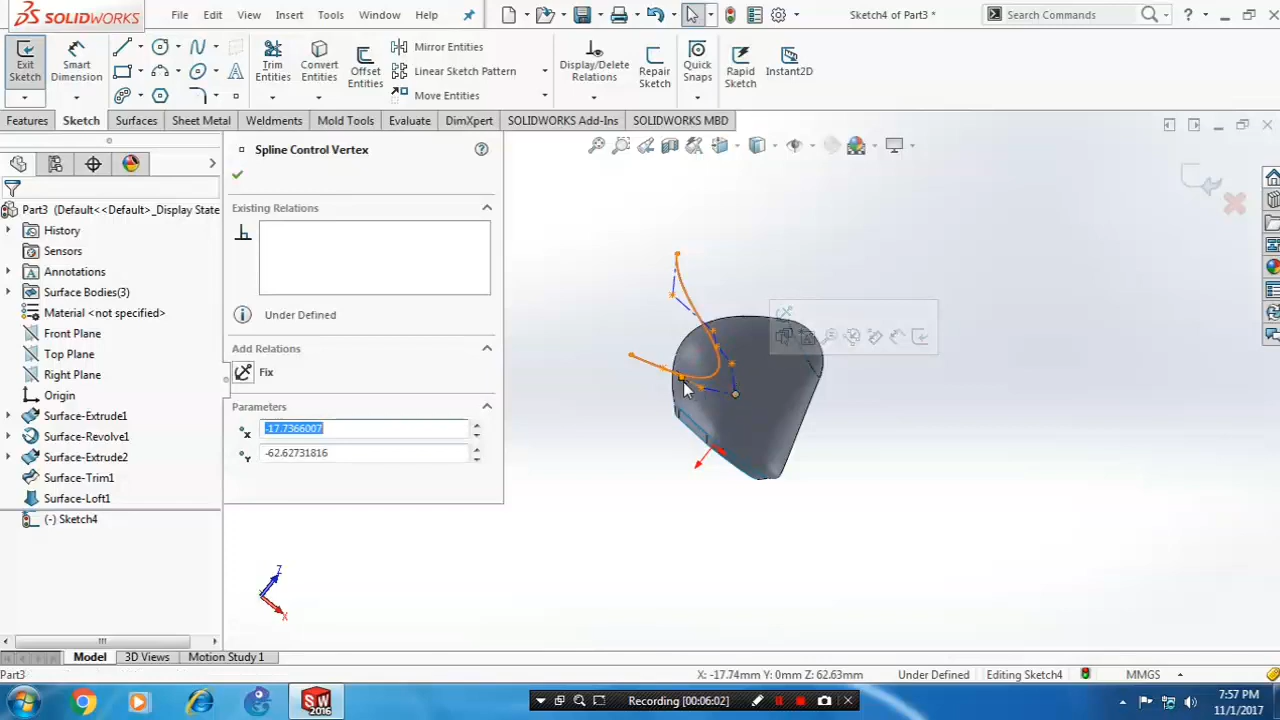 SOLIDWORKS File Edit View Insert Tools Window Help Sketch4 of Part3 * Search Commands ?
Exit Sketch
Smart Dimension
Trim Entities
Convert Entities
Offset Entities
Mirror Entities
Linear Sketch Pattern
Move Entities
Display/Delete Relations
Repair Sketch
Quick Snaps
Rapid Sketch
Instant2D
Features Sketch Surfaces Sheet Metal Weldments Mold Tools Evaluate DimXpert SOLIDWORKS Add-Ins SOLIDWORKS MBD
Part3 (Default<<Default>_Display State
History
Sensors
Annotations
Surface Bodies(3)
Material <not specified>
Front Plane
Top Plane
Right Plane
Origin
Surface-Extrude1
Surface-Revolve1
Surface-Extrude2
Surface-Trim1
Surface-Loft1
(-) Sketch4
Spline Control Vertex
Existing Relations
Under Defined
Add Relations
Fix
Parameters
X -17.7366007
Y -62.62731816
Z
X
Model 3D Views Motion Study 1
Part3 X: -17.74mm Y: 0mm Z: 62.63mm Under Defined Editing Sketch4 MMGS
SW 2016
Recording [00:06:02]
7:57 PM
11/1/2017